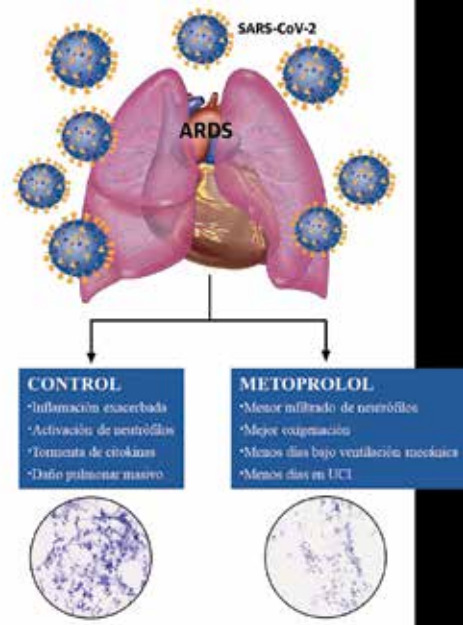 SARS-CoV-2
ARDS
CONTROL
•Inflamación exacerbada
•Activación de neutrófilos
•Tormenta de citokinas
•Daño pulmonar masivo
METOPROLOL
•Menor infiltrado de neutrófilos
•Mejor oxigenación
•Menos días bajo ventilación mecánica
•Menos días en UCI